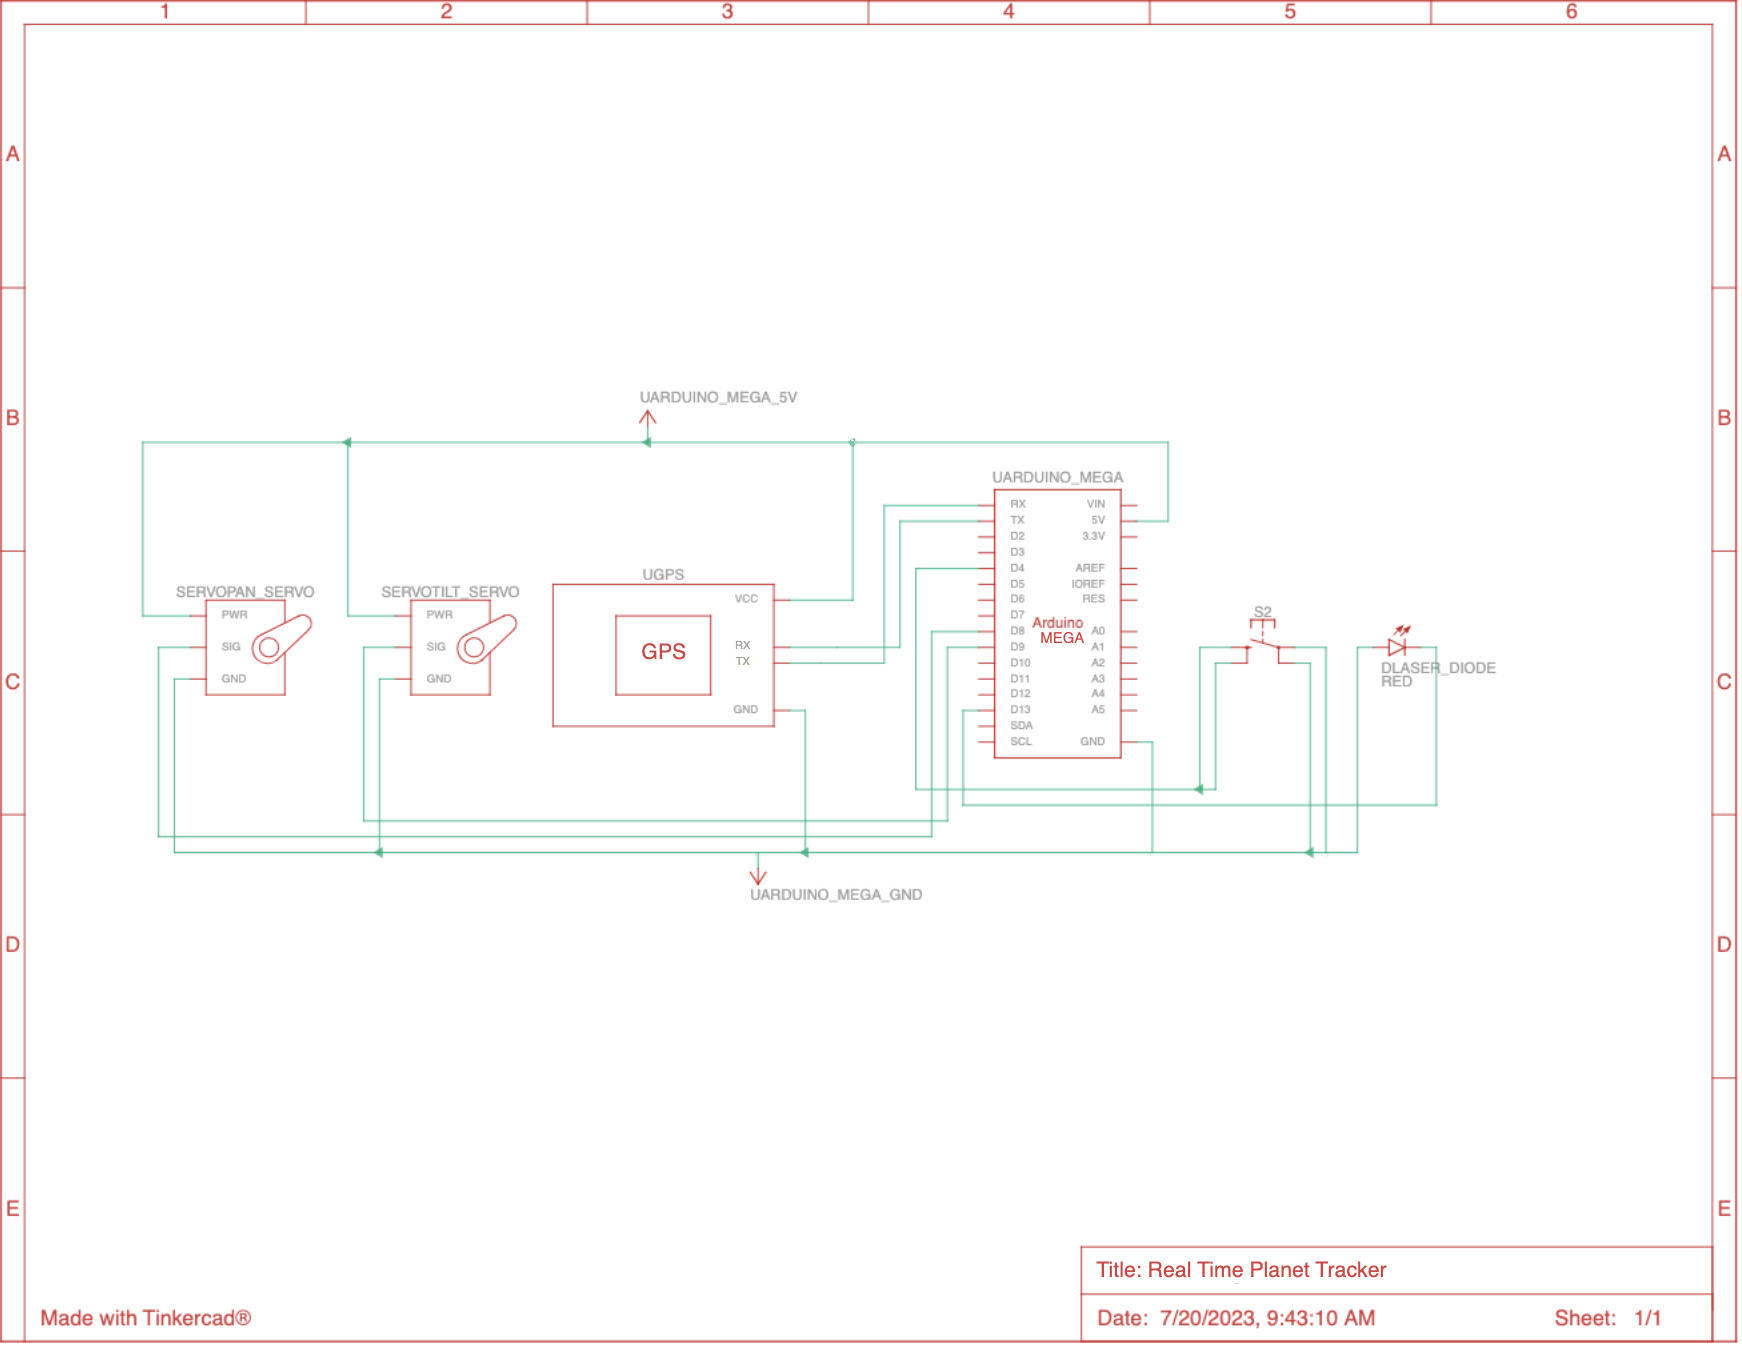 1 2 3 4 5 6
A A
UARDUINO_MEGA_5V
B B
UARDUINO_MEGA
RX VIN
TX 5V
D2 3.3V
D3
D4 AREF
D5 IOREF
D6 RES
D7
D8 A0
D9 A1
D10 A2
D11 A3
D12 A4
D13 A5
SDA
SCL GND
Arduino
MEGA
UGPS
VCC
GPS
RX
TX
GND
SERVOPAN_SERVO
PWR
SIG
GND
SERVOTILT_SERVO
PWR
SIG
GND
S2
DLASER_DIODE
RED
C C
UARDUINO_MEGA_GND
D D
E E
Title: Real Time Planet Tracker
Made with Tinkercad®
Date: 7/20/2023, 9:43:10 AM Sheet: 1/1